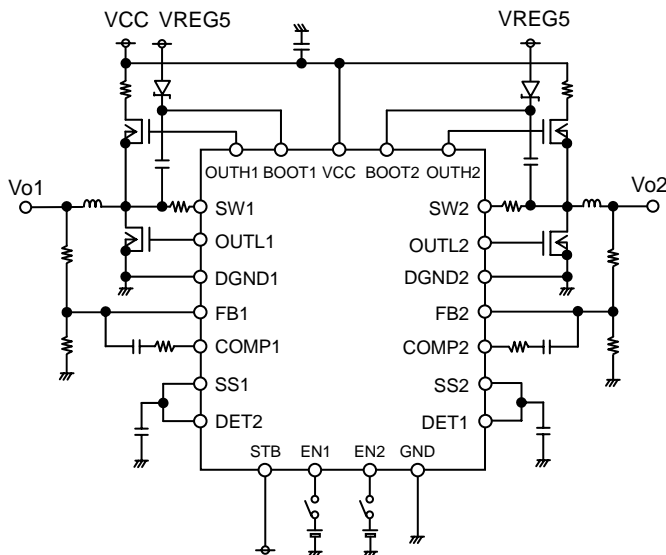 VCC VREG5 VREG5
OUTH1 BOOT1 VCC BOOT2 OUTH2
Vo1 Vo2
SW1 SW2
OUTL1 OUTL2
DGND1 DGND2
FB1 FB2
COMP1 COMP2
SS1 SS2
DET2 DET1
STB EN1 EN2 GND